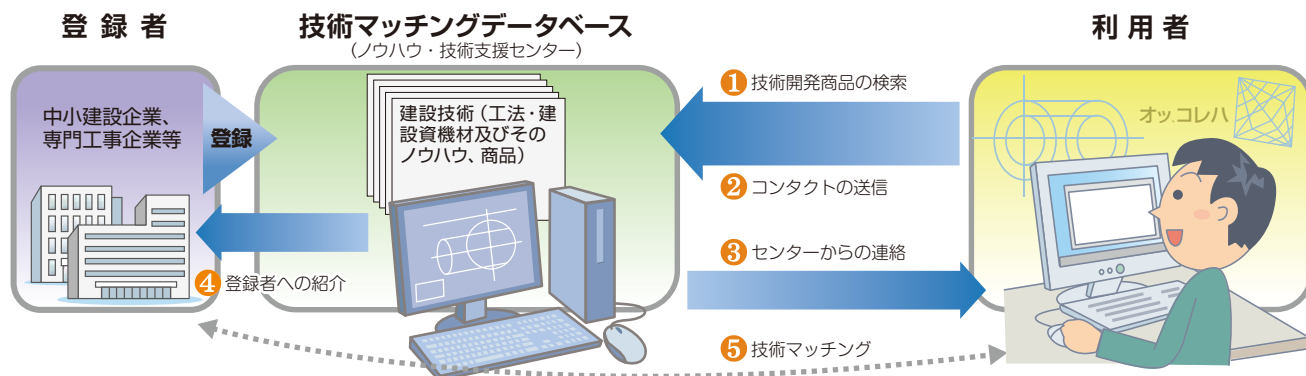 登録者
技術マッチングデータベース
(ノウハウ・技術支援センター)
利用者
中小建設企業、
専門工事企業等
登録
建設技術（工法・建
設資機材及びその
ノウハウ、商品）
❶ 技術開発商品の検索
❷ コンタクトの送信
❸ センターからの連絡
❹ 登録者への紹介
❺ 技術マッチング
オッ.コレハ